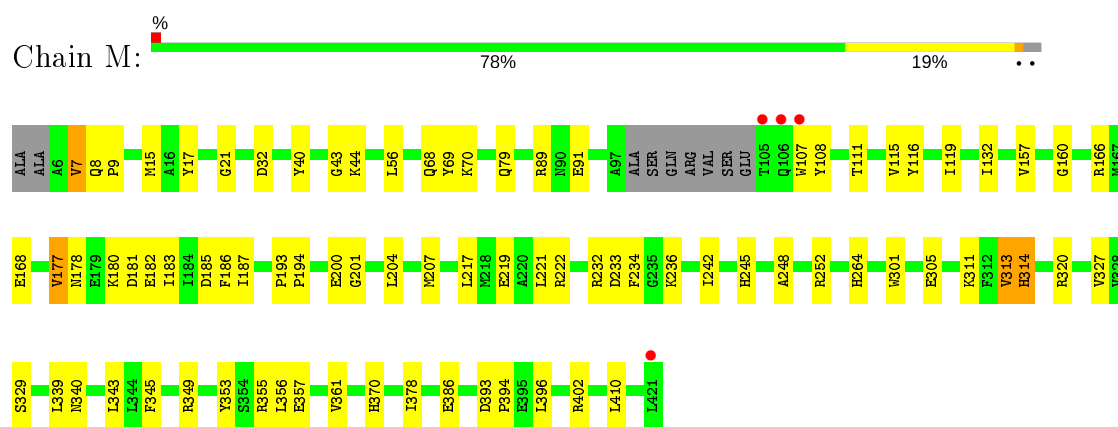 %
Chain M:
78% 19% • •
ALA ALA A6 V7 Q8 P9 M15 A16 Y17 G21 D32 Y40 G43 K44 L56 Q68 Y69 K70 Q79 R89 N90 E91 A97 ALA SER GLN ARG VAL SER GLU T105 Q106 W107 Y108 T111 V115 Y116 I119 I132 V157 G160 R166 M167
E168 V177 N178 E179 K180 D181 E182 I183 I184 D185 F186 I187 P193 P194 E200 G201 L204 M207 L217 M218 E219 A220 L221 R222 R232 D233 F234 G235 K236 I242 H245 A248 R252 H264 W301 E305 K311 F312 V313 H314 R320 V327 V328
S329 L339 N340 L343 L344 F345 R349 Y353 S354 R355 L356 E357 V361 H370 I378 E386 D393 P394 E395 L396 R402 L410 L421